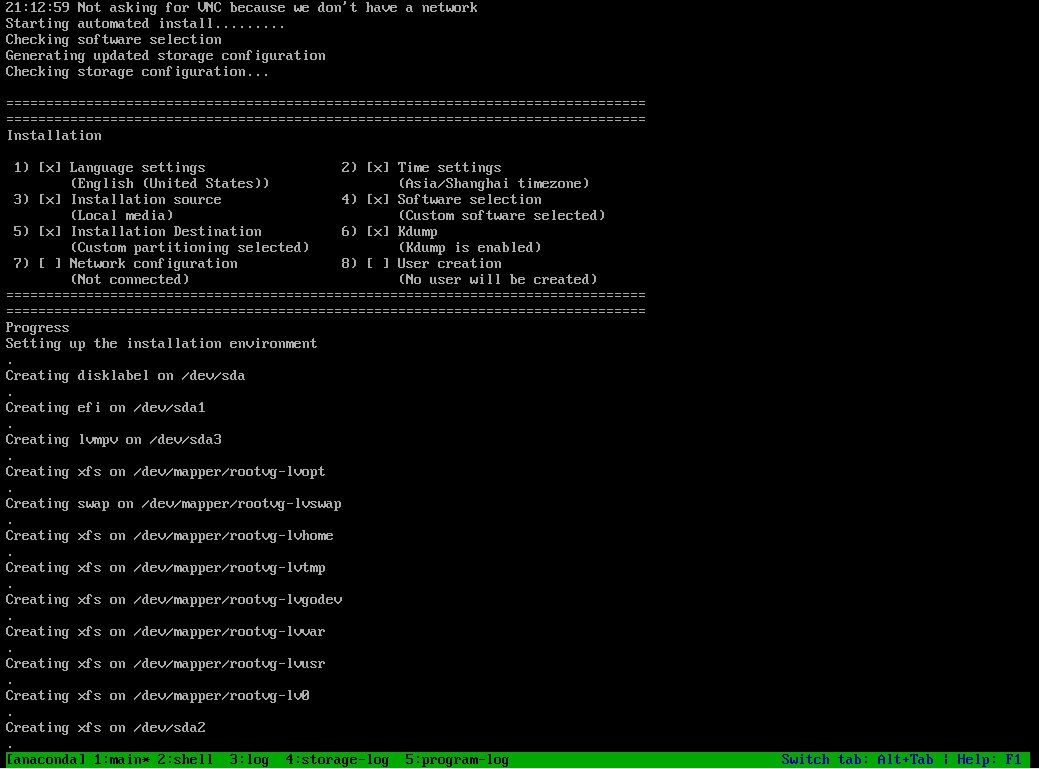 21:12:59 Not asking for VNC because we don't have a network
Starting automated install.........
Checking software selection
Generating updated storage configuration
Checking storage configuration...
================================================================================
================================================================================
Installation
1) [x] Language settings 2) [x] Time settings
(English (United States)) (Asia/Shanghai timezone)
3) [x] Installation source 4) [x] Software selection
(Local media) (Custom software selected)
5) [x] Installation Destination 6) [x] Kdump
(Custom partitioning selected) (Kdump is enabled)
7) [ ] Network configuration 8) [ ] User creation
(Not connected) (No user will be created)
================================================================================
================================================================================
Progress
Setting up the installation environment
.
Creating disklabel on /dev/sda
.
Creating efi on /dev/sda1
.
Creating lvmpv on /dev/sda3
.
Creating xfs on /dev/mapper/rootvg-lvopt
.
Creating swap on /dev/mapper/rootvg-lvswap
.
Creating xfs on /dev/mapper/rootvg-lvhome
.
Creating xfs on /dev/mapper/rootvg-lvtmp
.
Creating xfs on /dev/mapper/rootvg-lvgodev
.
Creating xfs on /dev/mapper/rootvg-lvvar
.
Creating xfs on /dev/mapper/rootvg-lvusr
.
Creating xfs on /dev/mapper/rootvg-lv0
.
Creating xfs on /dev/sda2
.
[anaconda] 1:main* 2:shell 3:log 4:storage-log 5:program-log Switch tab: Alt+Tab | Help: F1